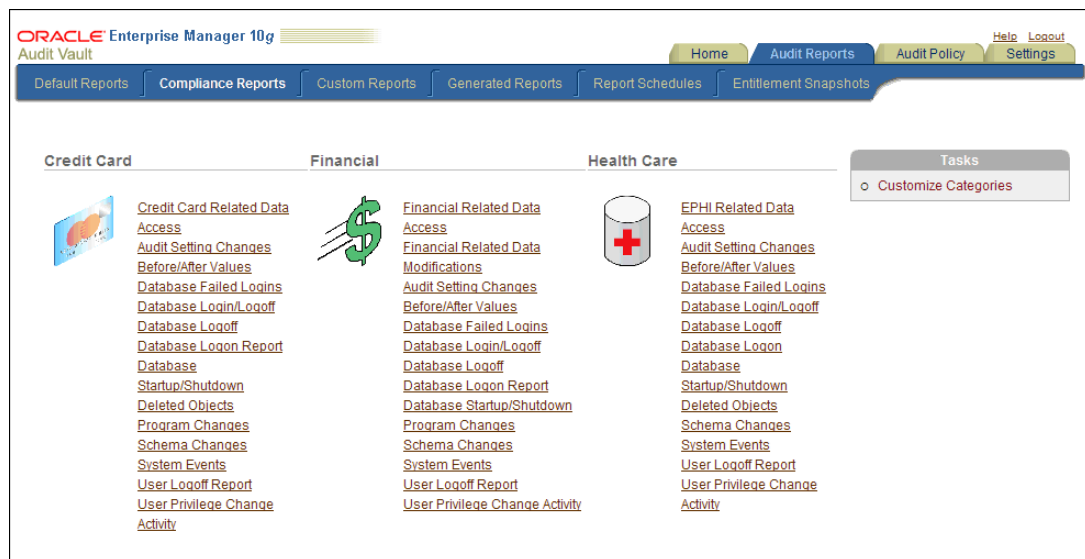 ORACLE Enterprise Manager 10g
Audit Vault
Help Logout
Home Audit Reports Audit Policy Settings
Default Reports Compliance Reports Custom Reports Generated Reports Report Schedules Entitlement Snapshots
Credit Card
Credit Card Related Data
Access
Audit Setting Changes
Before/After Values
Database Failed Logins
Database Login/Logoff
Database Logoff
Database Logon Report
Database
Startup/Shutdown
Deleted Objects
Program Changes
Schema Changes
System Events
User Logoff Report
User Privilege Change
Activity
Financial
Financial Related Data
Access
Financial Related Data
Modifications
Audit Setting Changes
Before/After Values
Database Failed Logins
Database Login/Logoff
Database Logoff
Database Logon Report
Database Startup/Shutdown
Program Changes
Schema Changes
System Events
User Logoff Report
User Privilege Change Activity
Health Care
EPHI Related Data
Access
Audit Setting Changes
Before/After Values
Database Failed Logins
Database Login/Logoff
Database Logoff
Database Logon
Database
Startup/Shutdown
Deleted Objects
Schema Changes
System Events
User Logoff Report
User Privilege Change
Activity
Tasks
Customize Categories